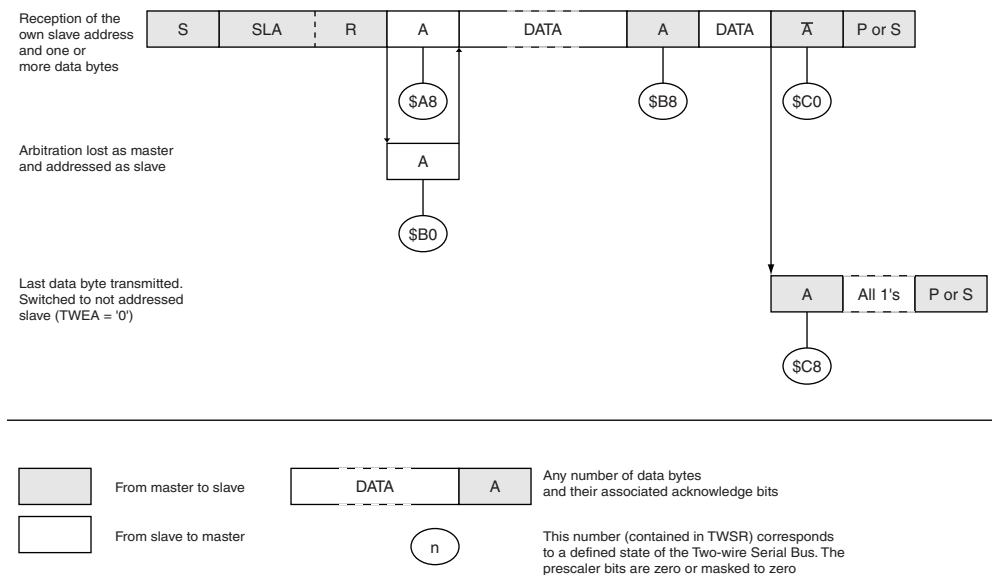 Reception of the
own slave address
and one or
more data bytes
S SLA R A DATA A DATA A̅ P or S
$A8 $B8 $C0
Arbitration lost as master
and addressed as slave
A
$B0
Last data byte transmitted.
Switched to not addressed
slave (TWEA = '0')
A All 1's P or S
$C8
From master to slave
DATA A
Any number of data bytes
and their associated acknowledge bits
From slave to master
n
This number (contained in TWSR) corresponds
to a defined state of the Two-wire Serial Bus. The
prescaler bits are zero or masked to zero